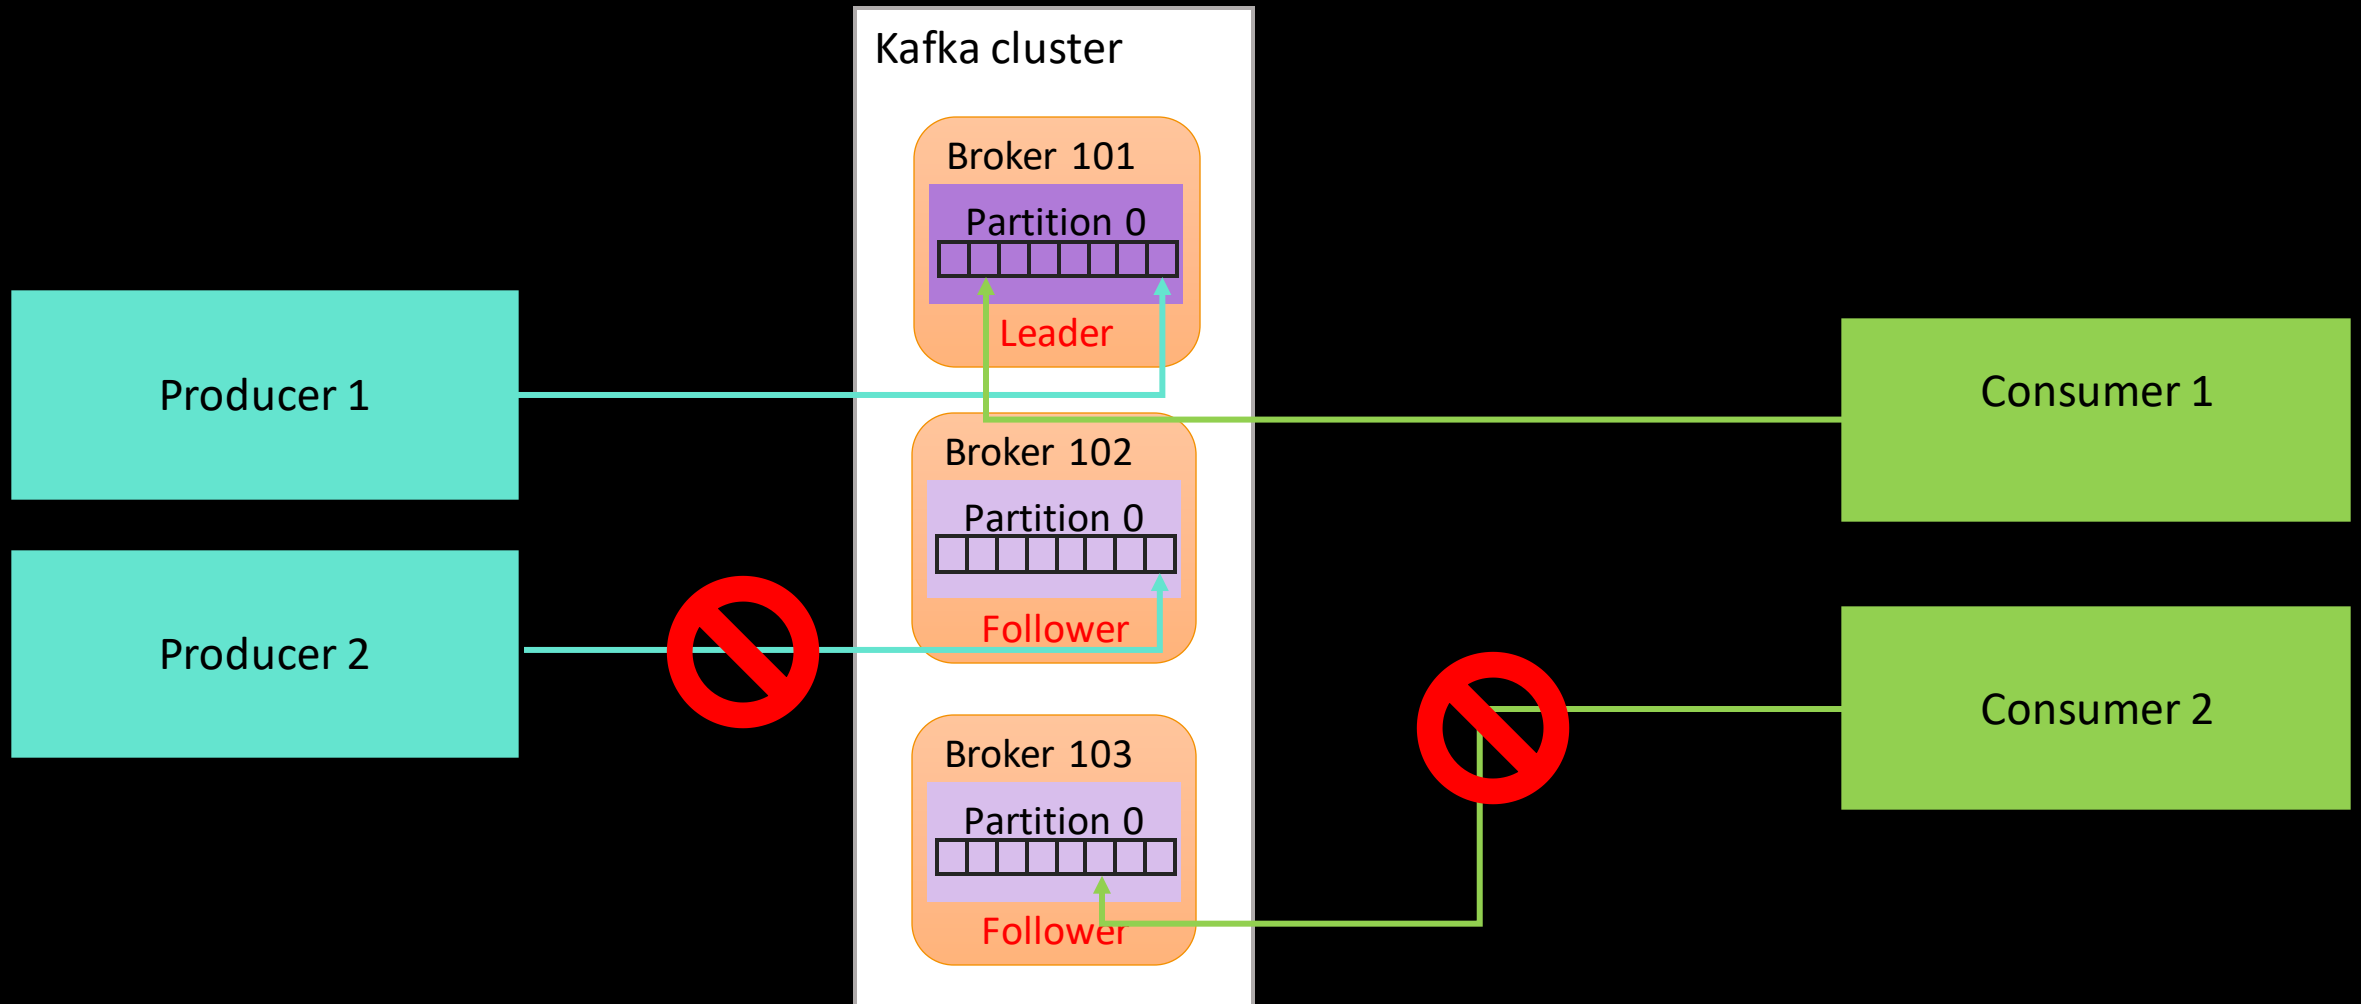 Kafka cluster
Broker 101
Partition 0
Leader
Producer 1
Consumer 1
Broker 102
Partition 0
Follower
Producer 2
Consumer 2
Broker 103
Partition 0
Follower